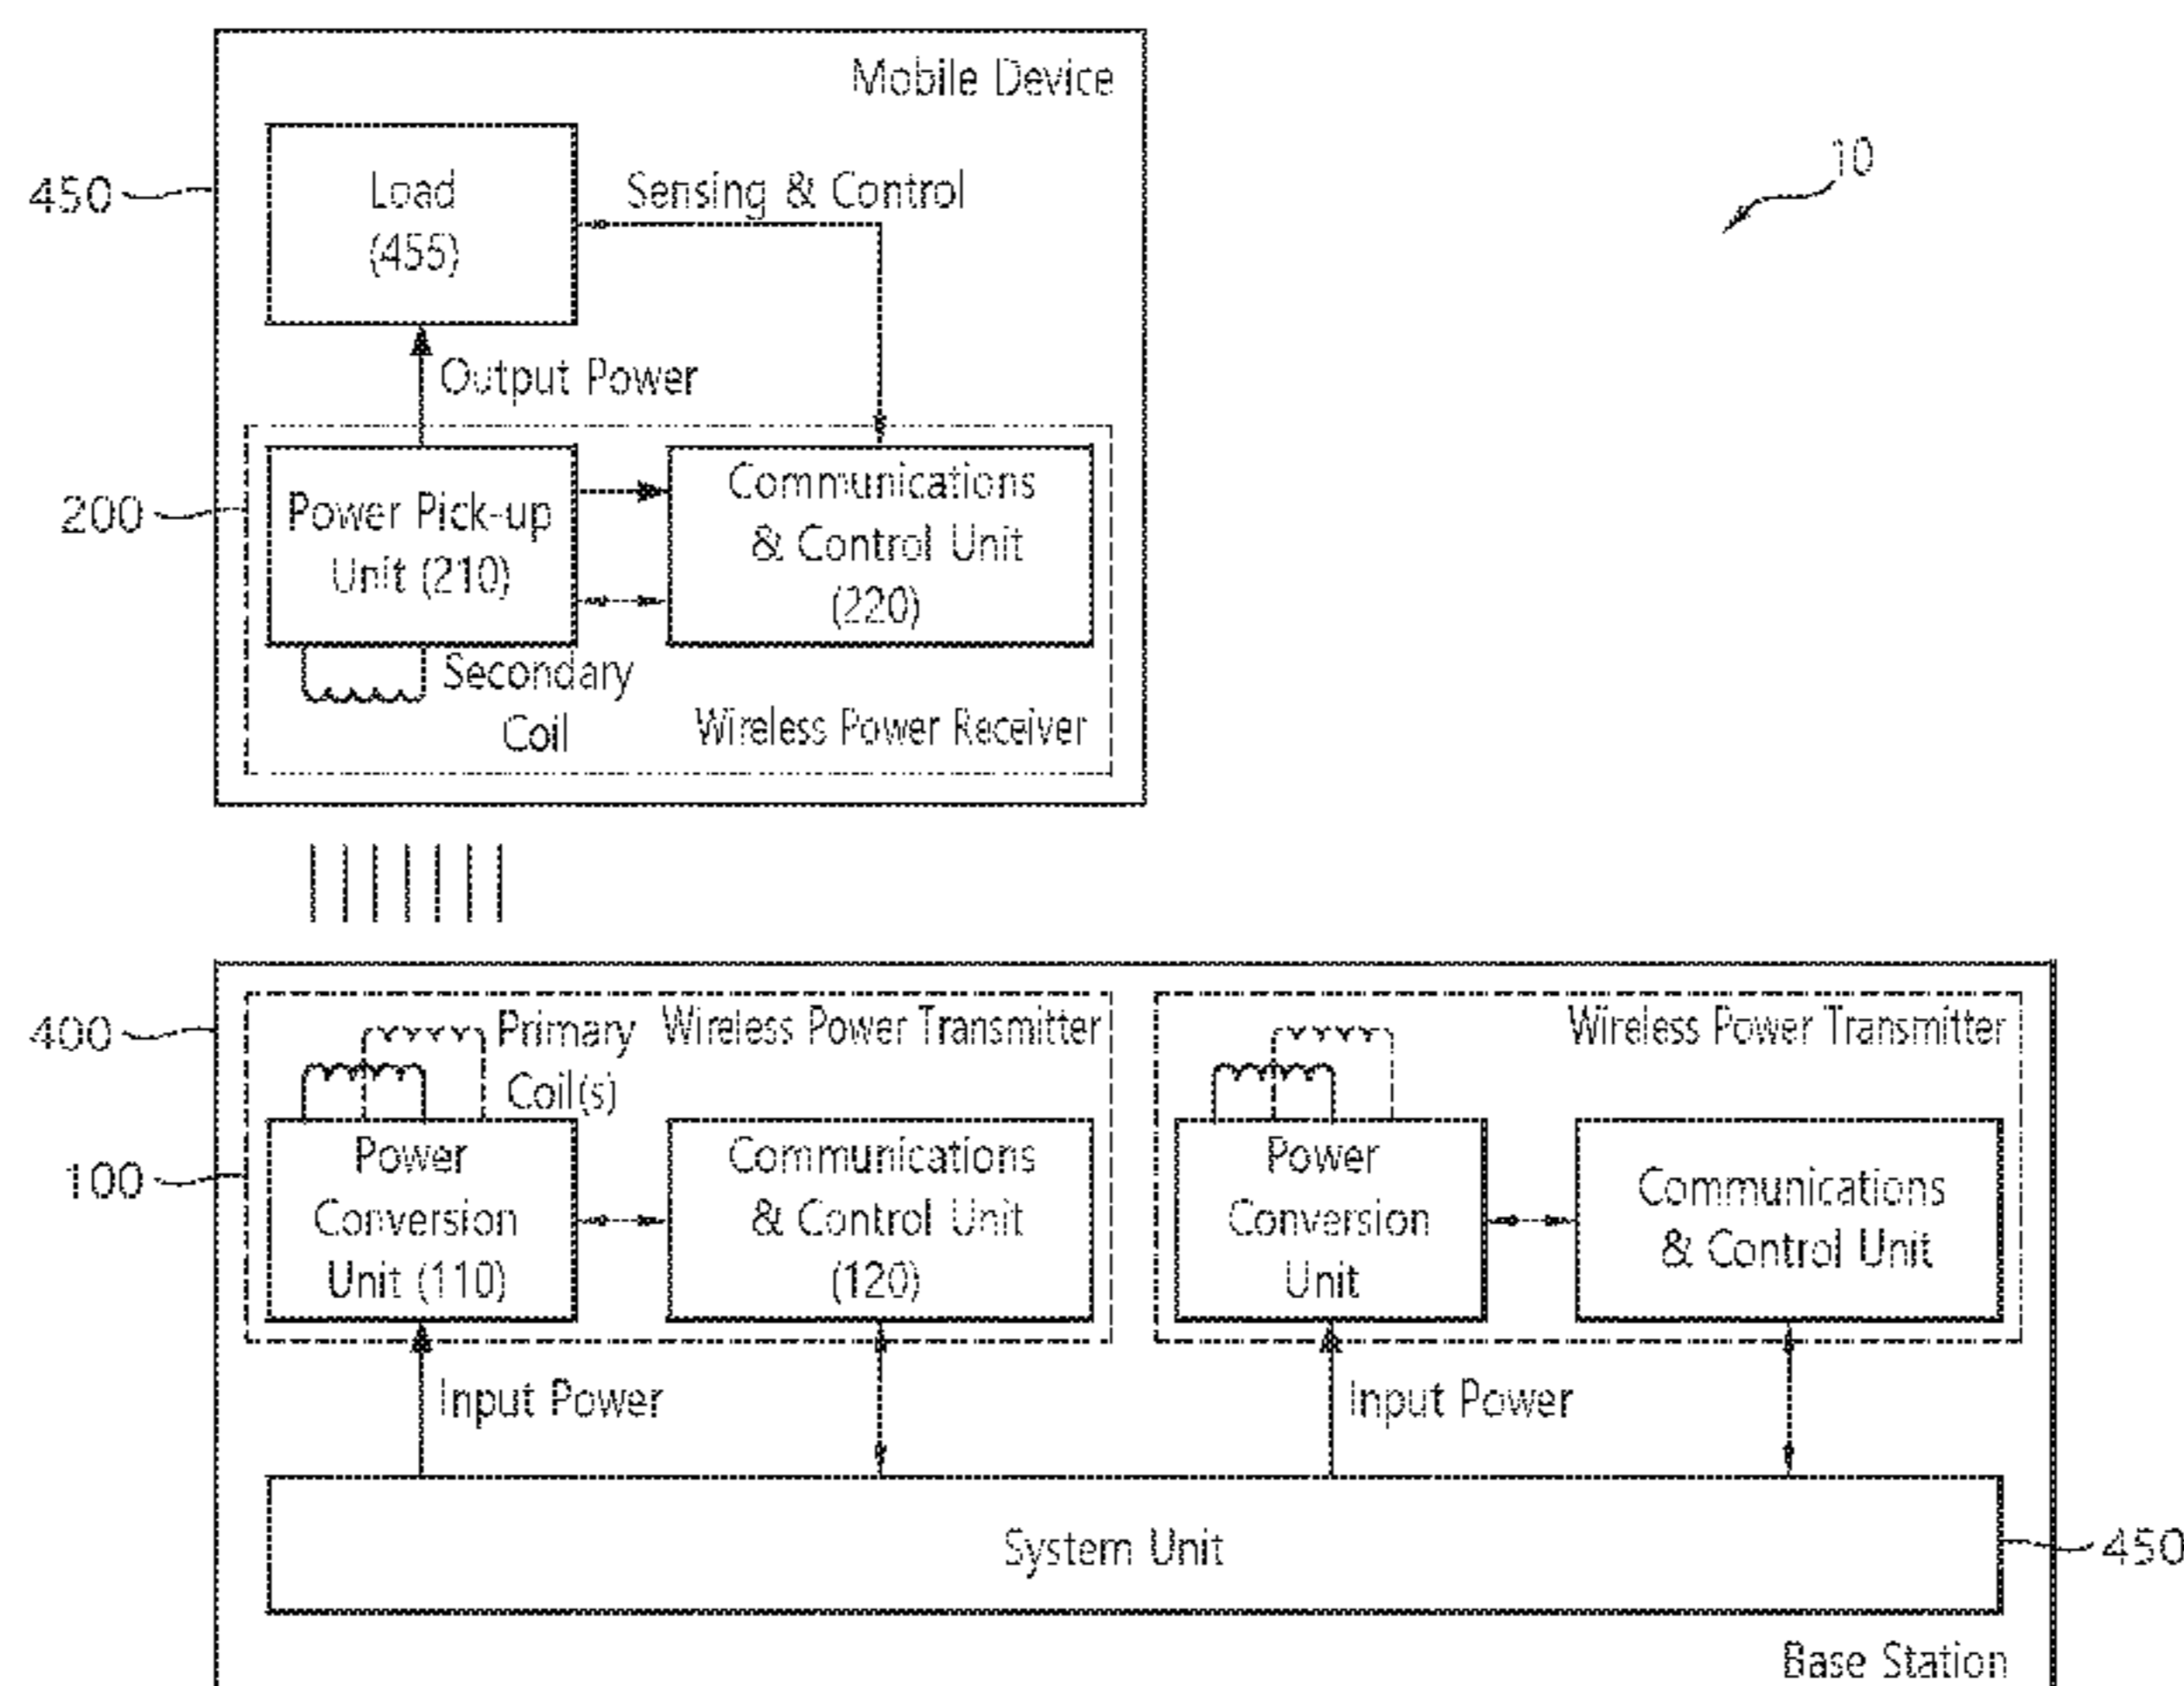 Mobile Device
10
450
Load
(455)
Sensing & Control
Output Power
200
Power Pick-up
Unit (210)
Communications
& Control Unit
(220)
Secondary
Coil
Wireless Power Receiver
400
Primary
Coil(s)
Wireless Power Transmitter
Wireless Power Transmitter
100
Power
Conversion
Unit (110)
Communications
& Control Unit
(120)
Power
Conversion
Unit
Communications
& Control Unit
Input Power
Input Power
System Unit
450
Base Station